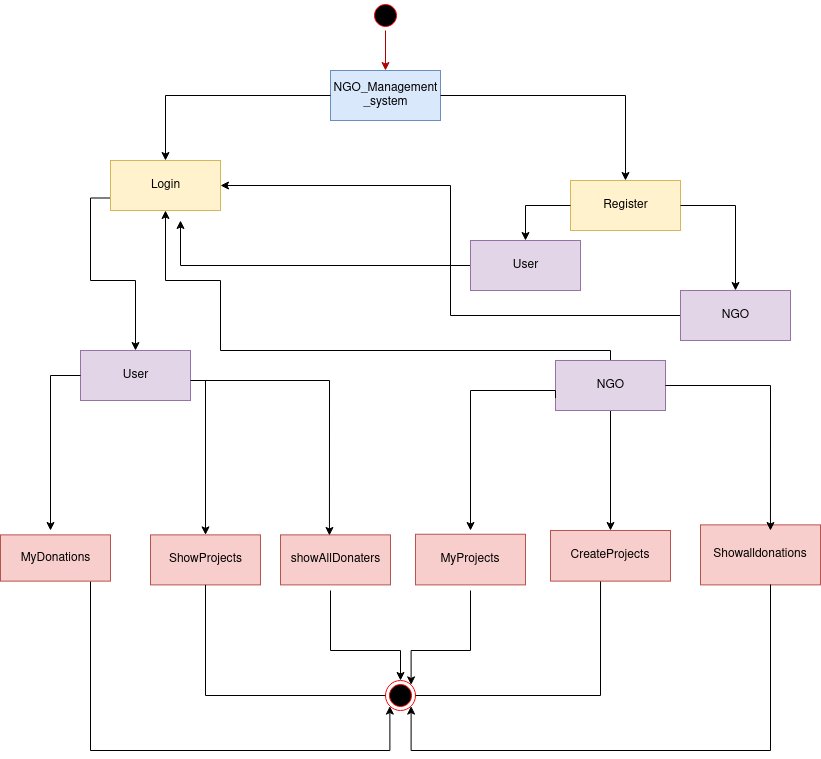 NGO_Management
_system
Login
Register
User
NGO
User
NGO
MyDonations
ShowProjects
showAllDonaters
MyProjects
CreateProjects
Showalldonations